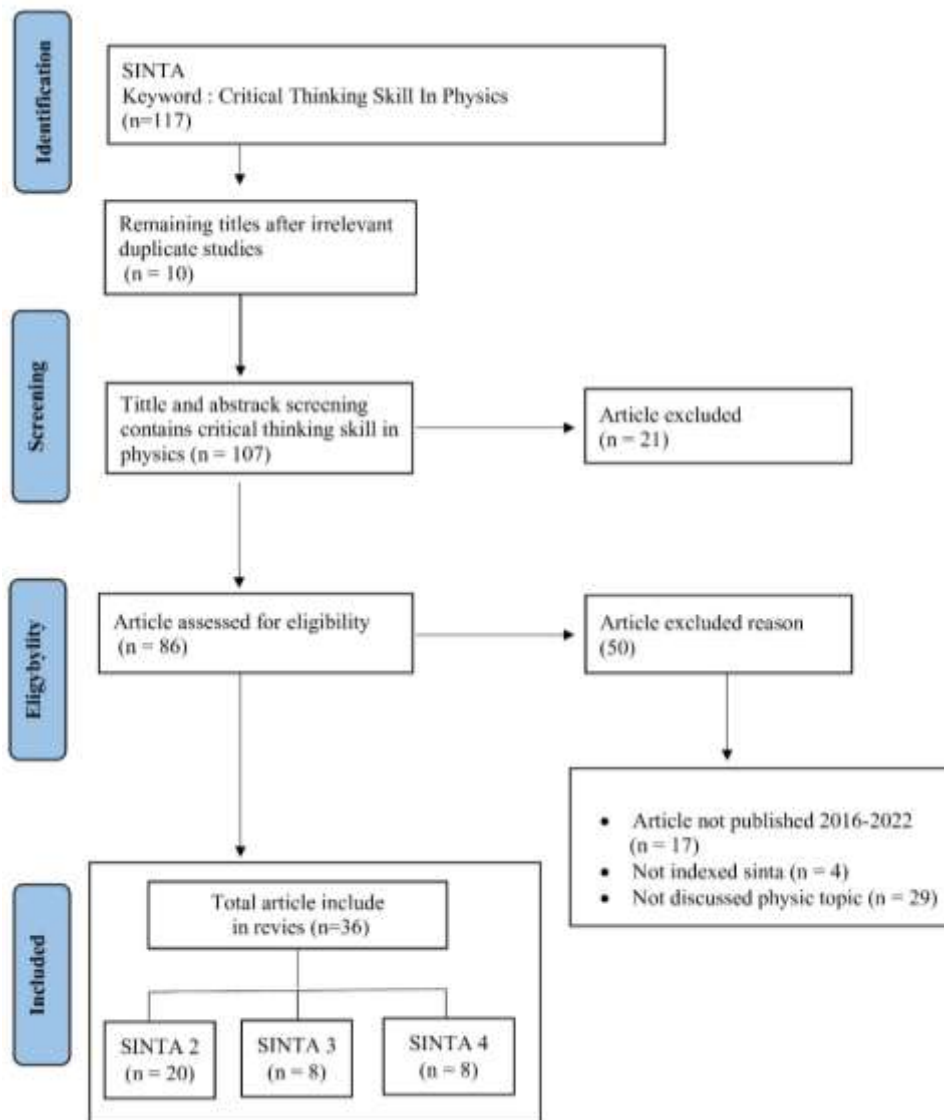 Identification
SINTA
Keyword : Critical Thinking Skill In Physics
(n=117)
Remaining titles after irrelevant
duplicate studies
(n = 10)
Screening
Tittle and abstrack screening
contains critical thinking skill in
physics (n = 107)
Article excluded
(n = 21)
Eligybylity
Article assessed for eligibility
(n = 86)
Article excluded reason
(50)
• Article not published 2016-2022
(n = 17)
• Not indexed sinta (n = 4)
• Not discussed physic topic (n = 29)
Included
Total article include
in revies (n=36)
SINTA 2
(n = 20)
SINTA 3
(n = 8)
SINTA 4
(n = 8)